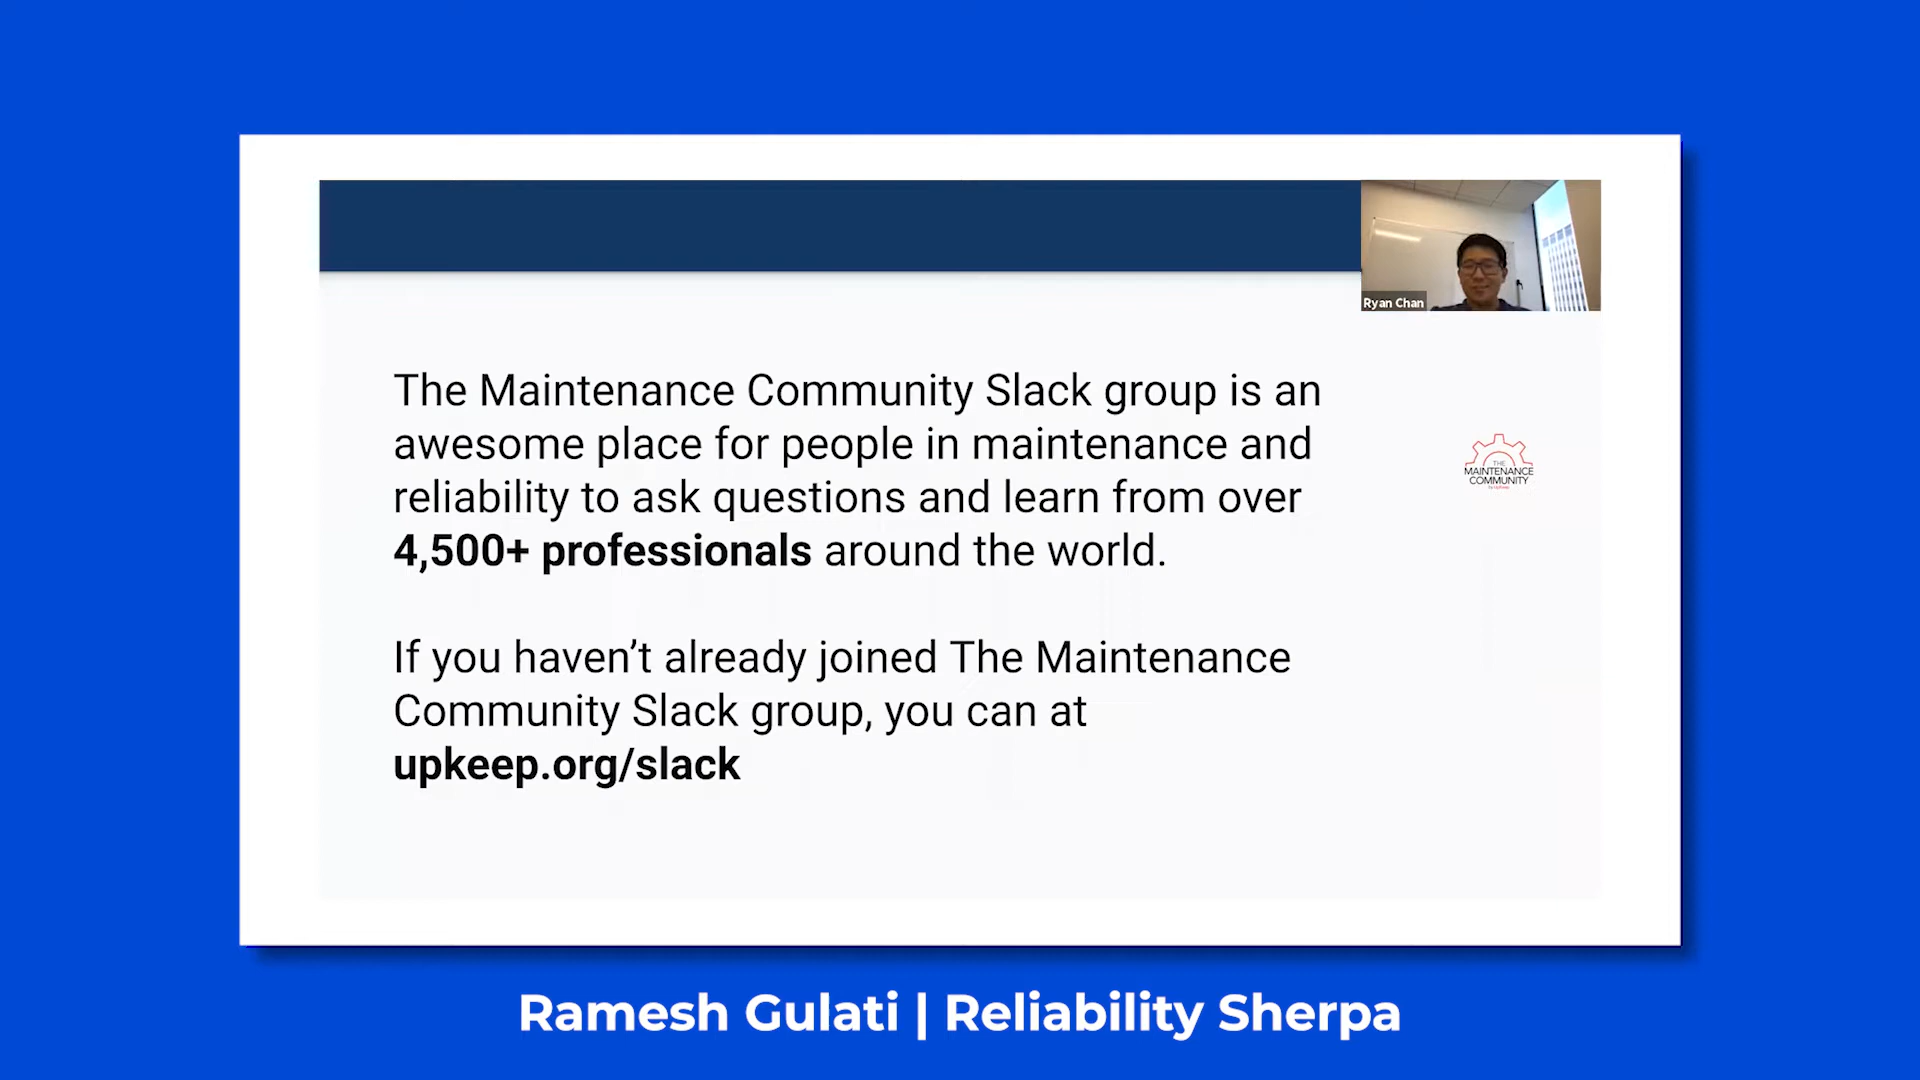 Ryan Chan
The Maintenance Community Slack group is an
awesome place for people in maintenance and
reliability to ask questions and learn from over
4,500+ professionals around the world.
THE
MAINTENANCE
COMMUNITY
If you haven’t already joined The Maintenance
Community Slack group, you can at
upkeep.org/slack
Ramesh Gulati | Reliability Sherpa